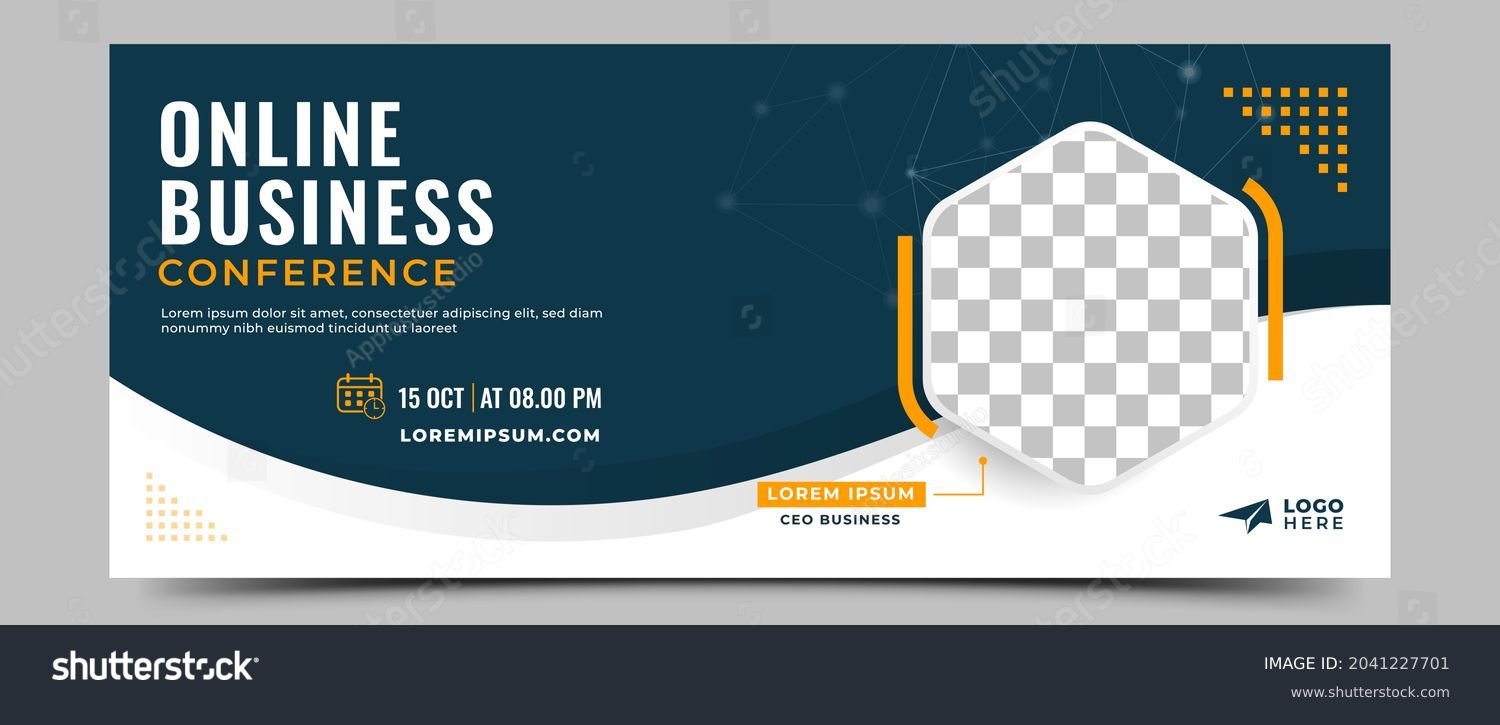 ONLINE
BUSINESS
CONFERENCE
Lorem ipsum dolor sit amet, consectetuer adipiscing elit, sed diam
nonummy nibh euismod tincidunt ut laoreet
15 OCT | AT 08.00 PM
LOREMIPSUM.COM
LOREM IPSUM
CEO BUSINESS
LOGO
HERE
shutterstock
IMAGE ID: 2041227701
www.shutterstock.com